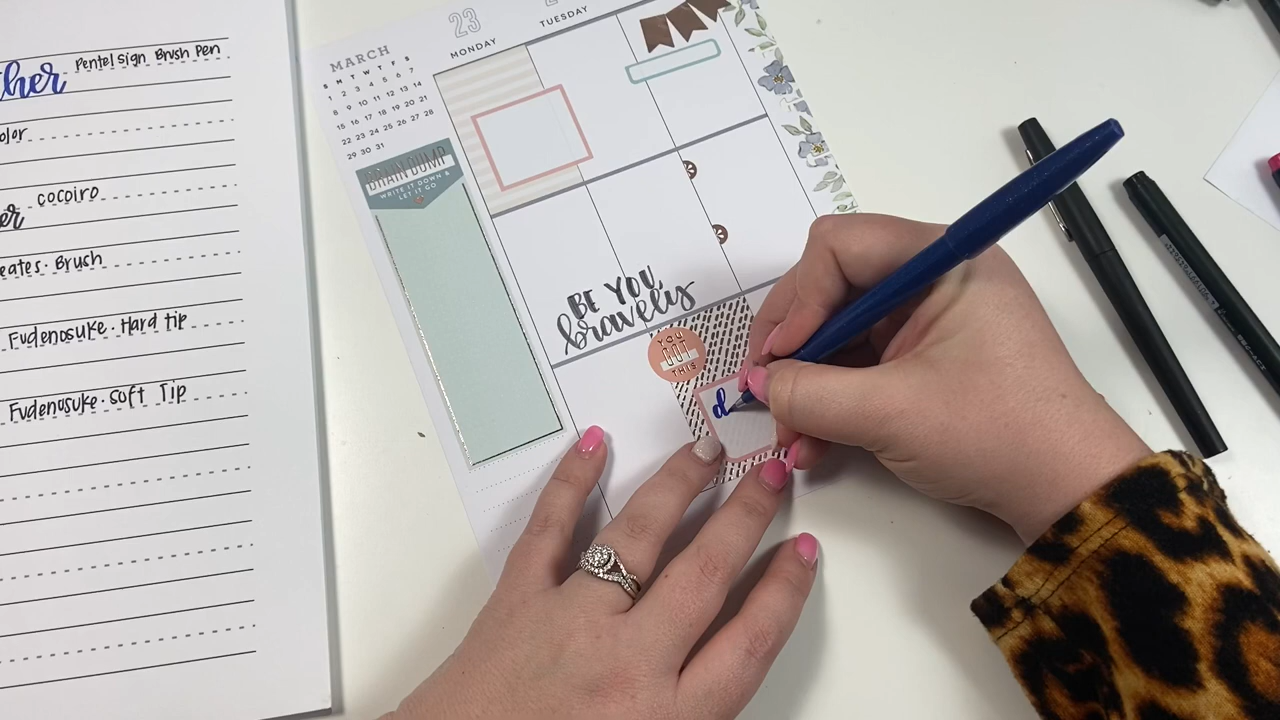 ther Pentel sign Brush Pen
olor
er cocoiro
eates · Brush
Fudenosuke · Hard tip
Fudenosuke · Soft Tip
MARCH
S M T W T F S
1 2 3 4 5 6 7
8 9 10 11 12 13 14
15 16 17 18 19 20 21
22 23 24 25 26 27 28
29 30 31
BRAIN DUMP
WRITE IT DOWN &
LET IT GO
23
MONDAY
TUESDAY
BE YOU
bravely
YOU
GOT
THIS
d